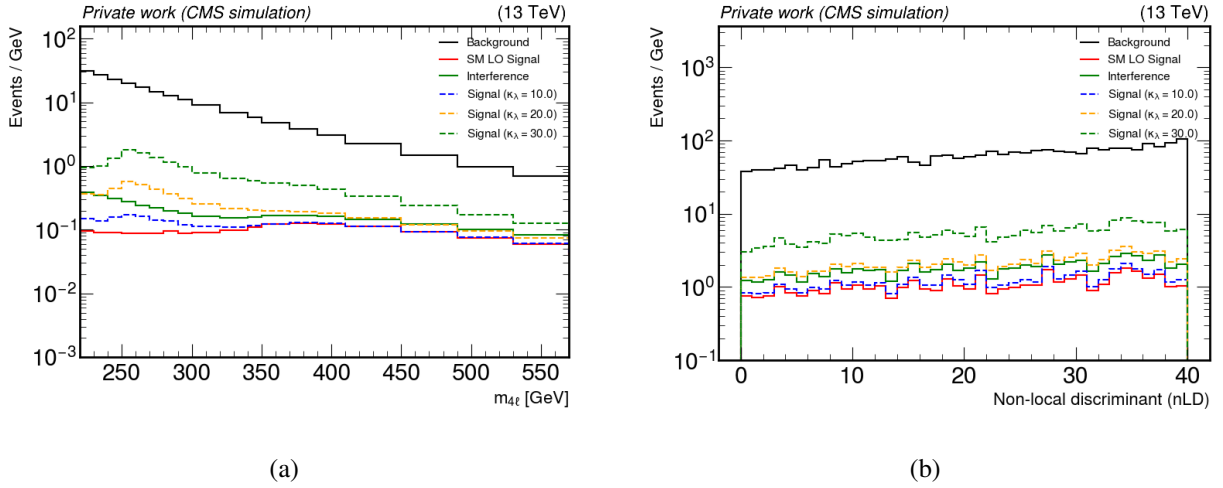 Private work (CMS simulation) (13 TeV)
Events / GeV
10²
10¹
10⁰
10⁻¹
10⁻²
10⁻³
Background
SM LO Signal
Interference
Signal (κλ = 10.0)
Signal (κλ = 20.0)
Signal (κλ = 30.0)
250 300 350 400 450 500 550
m4ℓ [GeV]
(a)
Private work (CMS simulation) (13 TeV)
Events / GeV
10³
10²
10¹
10⁰
10⁻¹
Background
SM LO Signal
Interference
Signal (κλ = 10.0)
Signal (κλ = 20.0)
Signal (κλ = 30.0)
0 10 20 30 40
Non-local discriminant (nLD)
(b)